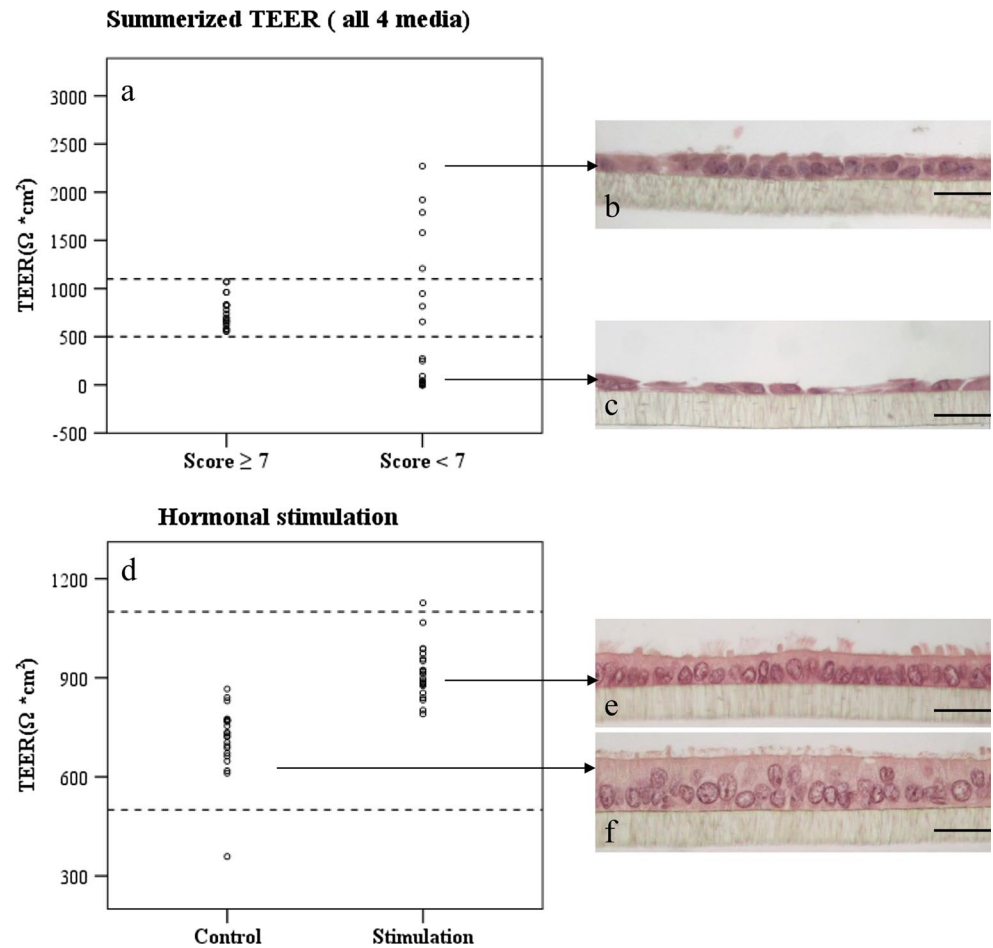 Summerized TEER ( all 4 media)
a
3000
2500
2000
1500
1000
500
0
-500
TEER(Ω *cm²)
Score ≥ 7
Score < 7
b
c
Hormonal stimulation
d
1200
900
600
300
TEER(Ω *cm²)
Control
Stimulation
e
f